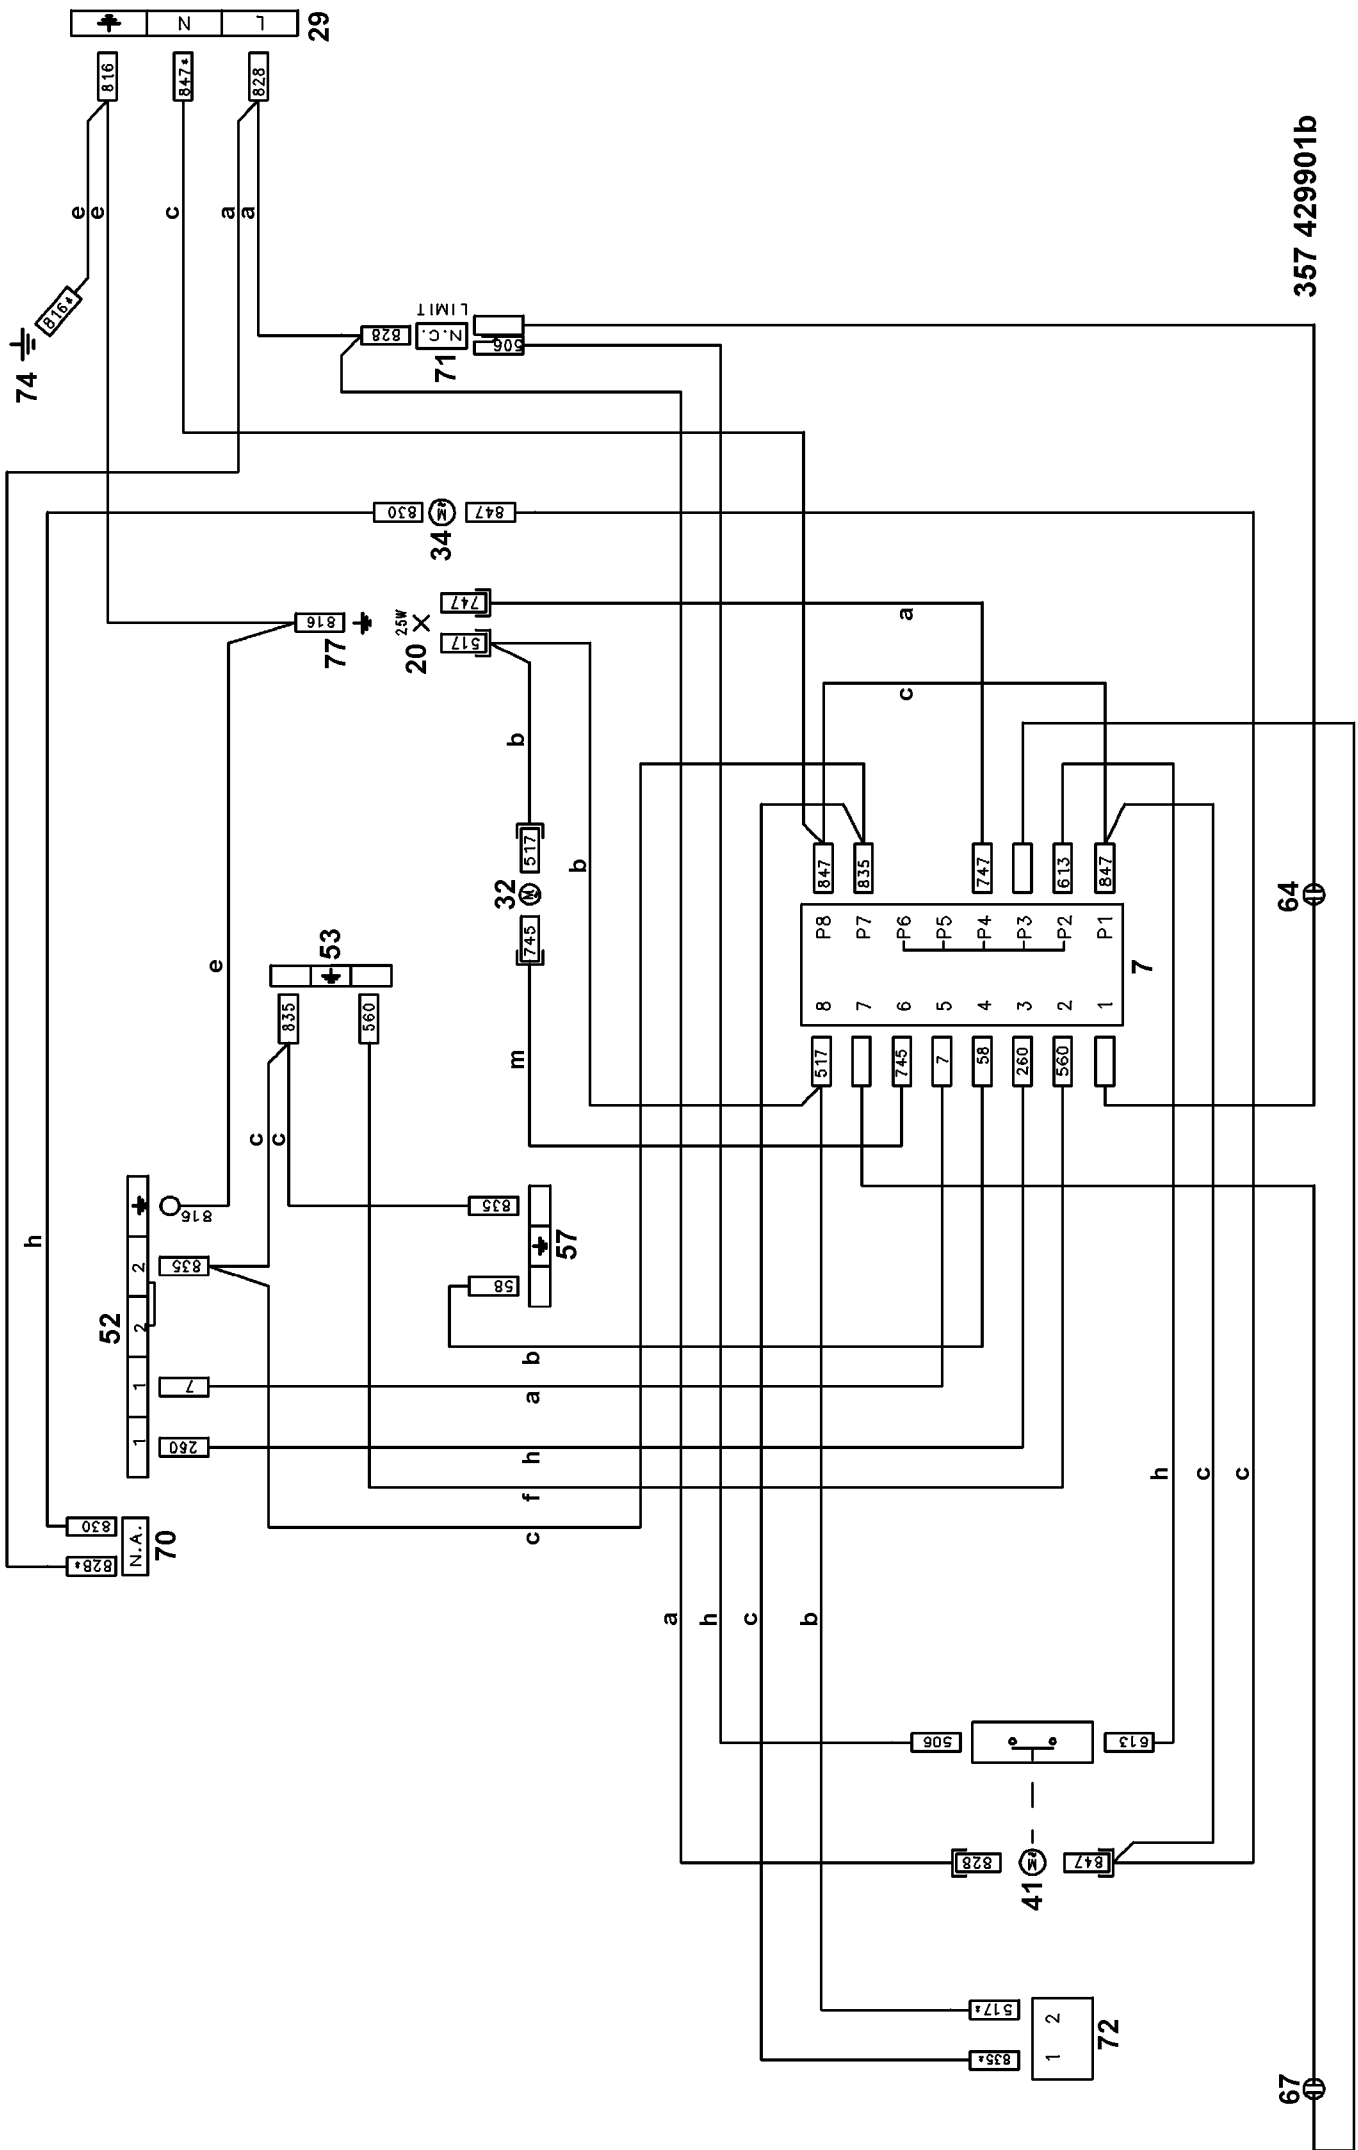 74
816*
e
e
c
a
a
816
847*
828
N
L
29
828
N.C.
LIMIT
71
506
830
M
847
34
77
816
25W
20
517
747
b
a
c
b
32
517
M
745
m
e
53
835
560
c
c
h
52
816
2
2
1
1
835
7
260
57
835
58
b
a
h
f
c
828*
830
N.A.
70
847
835
747
613
847
P8
P7
P6
P5
P4
P3
P2
P1
8
7
6
5
4
3
2
1
7
517
745
7
58
260
560
64
a
h
c
b
h
c
c
506
613
828
M
847
41
517*
835*
1
2
72
67
357 429901b